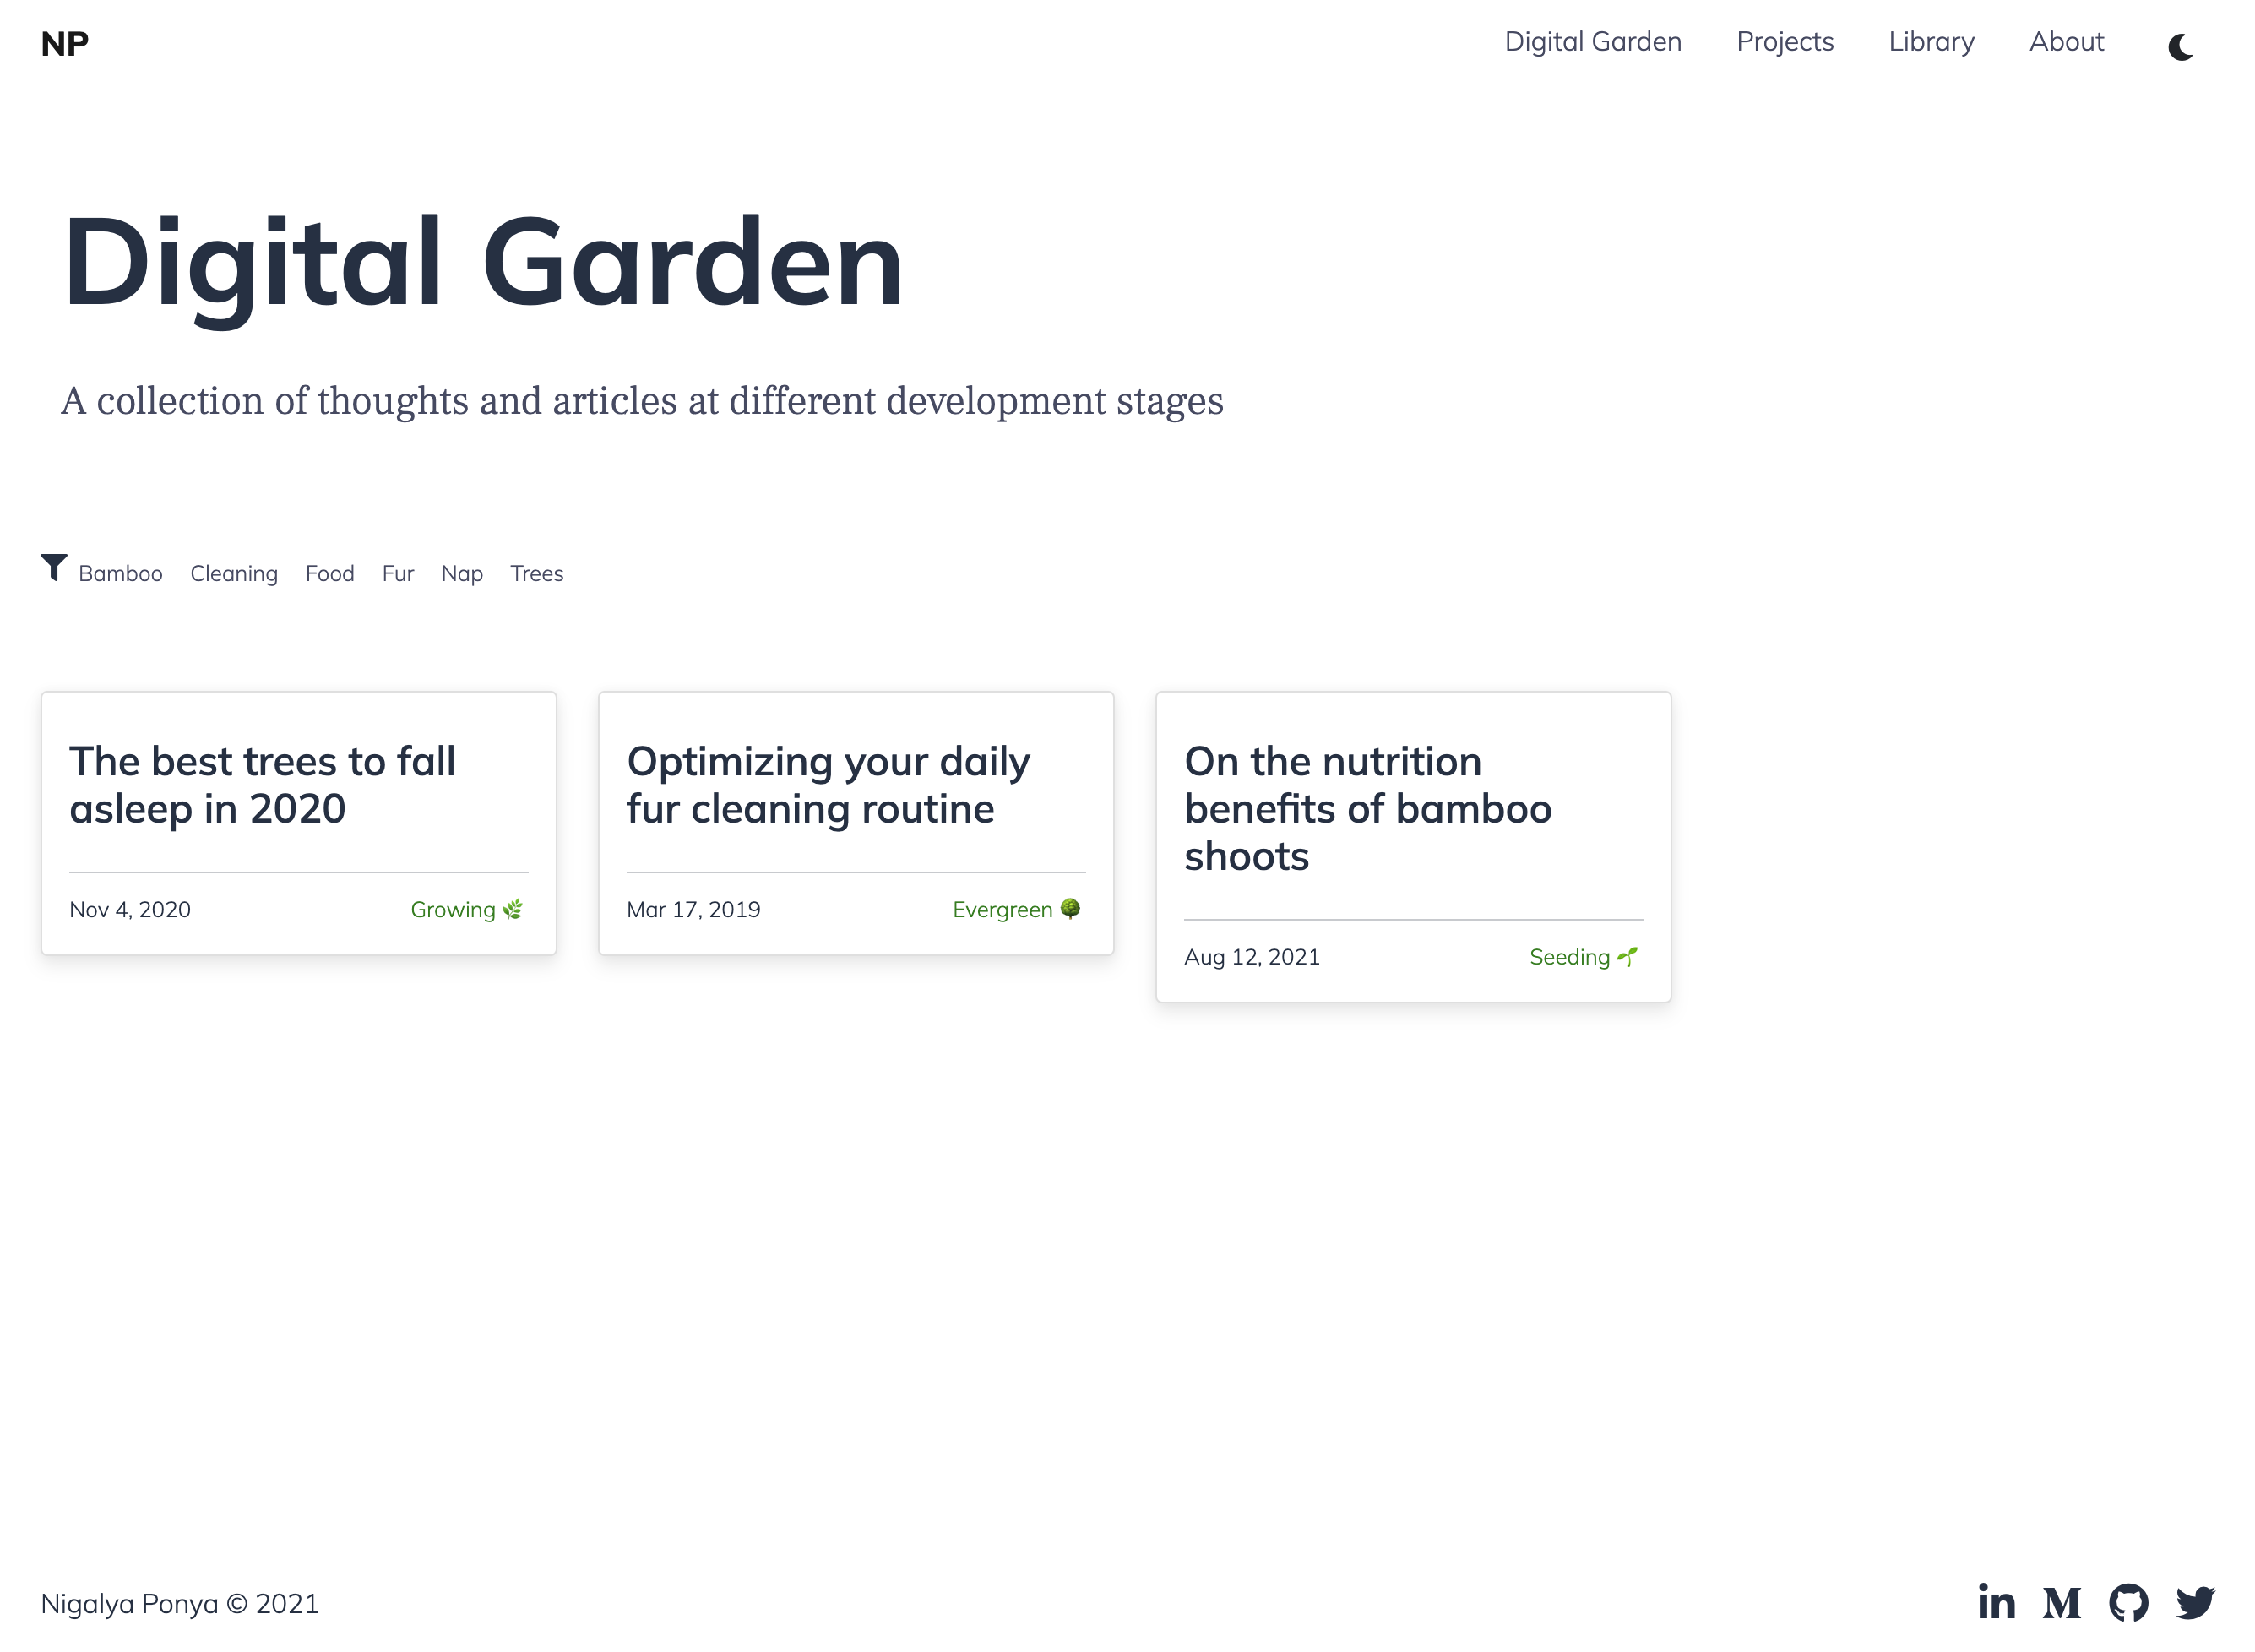 NP
Digital Garden
Projects
Library
About
Digital Garden
A collection of thoughts and articles at different development stages
Bamboo
Cleaning
Food
Fur
Nap
Trees
The best trees to fall
asleep in 2020
Nov 4, 2020
Growing 🌿
Optimizing your daily
fur cleaning routine
Mar 17, 2019
Evergreen 🌳
On the nutrition
benefits of bamboo
shoots
Aug 12, 2021
Seeding 🌱
Nigalya Ponya © 2021